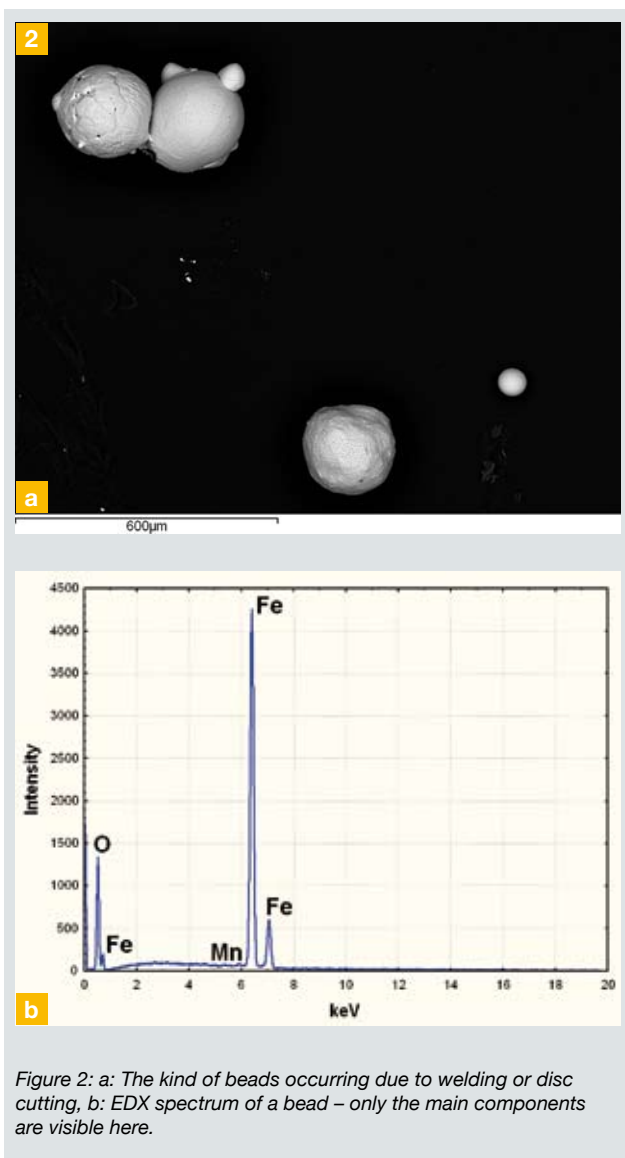 2
a
600µm
4500
4000
3500
3000
2500
2000
1500
1000
500
0
Intensity
Fe
O
Fe
Mn
Fe
0 2 4 6 8 10 12 14 16 18 20
keV
b
Figure 2: a: The kind of beads occurring due to welding or disc
cutting, b: EDX spectrum of a bead – only the main components
are visible here.